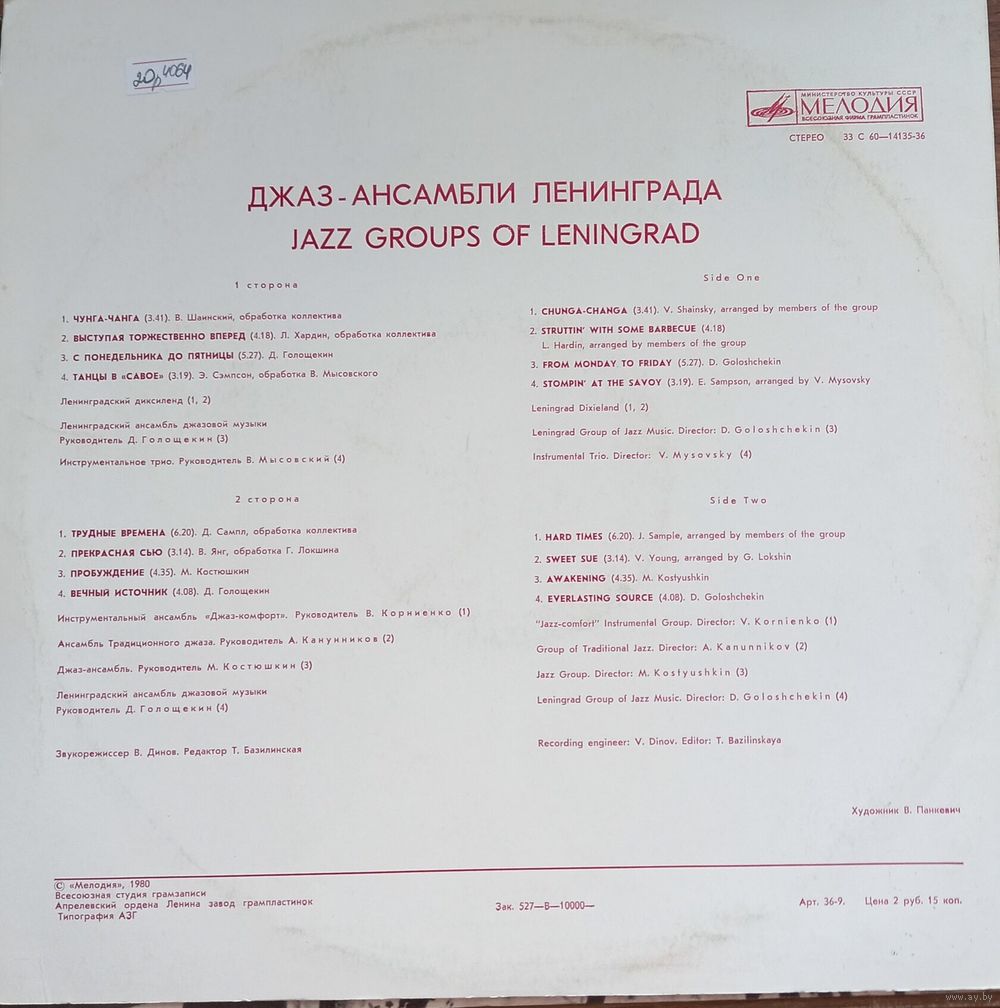 20р 4064
МИНИСТЕРСТВО КУЛЬТУРЫ СССР
МЕЛОДИЯ
ВСЕСОЮЗНАЯ ФИРМА ГРАМПЛАСТИНОК
СТЕРЕО 33 С 60—14135-36
ДЖАЗ-АНСАМБЛИ ЛЕНИНГРАДА
JAZZ GROUPS OF LENINGRAD
1 сторона
1. ЧУНГА-ЧАНГА (3.41). В. Шаинский, обработка коллектива
2. ВЫСТУПАЯ ТОРЖЕСТВЕННО ВПЕРЕД (4.18). Л. Хардин, обработка коллектива
3. С ПОНЕДЕЛЬНИКА ДО ПЯТНИЦЫ (5.27). Д. Голощекин
4. ТАНЦЫ В «САВОЕ» (3.19). Э. Сэмпсон, обработка В. Мысовского
Ленинградский диксиленд (1, 2)
Ленинградский ансамбль джазовой музыки
Руководитель Д. Голощекин (3)
Инструментальное трио. Руководитель В. Мысовский (4)
Side One
1. CHUNGA-CHANGA (3.41). V. Shainsky, arranged by members of the group
2. STRUTTIN' WITH SOME BARBECUE (4.18)
L. Hardin, arranged by members of the group
3. FROM MONDAY TO FRIDAY (5.27). D. Goloshchekin
4. STOMPIN' AT THE SAVOY (3.19). E. Sampson, arranged by V. Mysovsky
Leningrad Dixieland (1, 2)
Leningrad Group of Jazz Music. Director: D. Goloshchekin (3)
Instrumental Trio. Director: V. Mysovsky (4)
2 сторона
1. ТРУДНЫЕ ВРЕМЕНА (6.20). Д. Сампл, обработка коллектива
2. ПРЕКРАСНАЯ СЬЮ (3.14). В. Янг, обработка Г. Локшина
3. ПРОБУЖДЕНИЕ (4.35). М. Костюшкин
4. ВЕЧНЫЙ ИСТОЧНИК (4.08). Д. Голощекин
Инструментальный ансамбль «Джаз-комфорт». Руководитель В. Корниенко (1)
Ансамбль Традиционного джаза. Руководитель А. Канунников (2)
Джаз-ансамбль. Руководитель М. Костюшкин (3)
Ленинградский ансамбль джазовой музыки
Руководитель Д. Голощекин (4)
Звукорежиссер В. Динов. Редактор Т. Базилинская
Side Two
1. HARD TIMES (6.20). J. Sample, arranged by members of the group
2. SWEET SUE (3.14). V. Young, arranged by G. Lokshin
3. AWAKENING (4.35). M. Kostyushkin
4. EVERLASTING SOURCE (4.08). D. Goloshchekin
"Jazz-comfort" Instrumental Group. Director: V. Kornienko (1)
Group of Traditional Jazz. Director: A. Kanunnikov (2)
Jazz Group. Director: M. Kostyushkin (3)
Leningrad Group of Jazz Music. Director: D. Goloshchekin (4)
Recording engineer: V. Dinov. Editor: T. Bazilinskaya
Художник В. Панкевич
© «Мелодия», 1980
Всесоюзная студия грамзаписи
Апрелевский ордена Ленина завод грампластинок
Типография АЗГ
Зак. 527—В—10000—
Арт. 36-9. Цена 2 руб. 15 коп.
www.ay.by